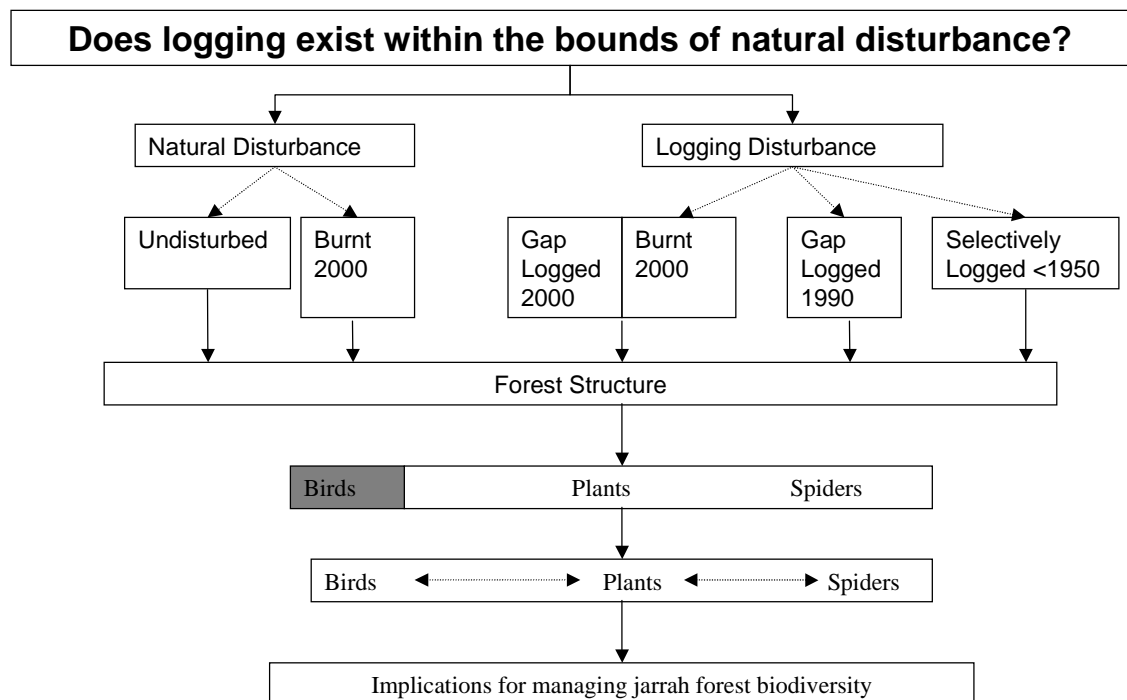 Does logging exist within the bounds of natural disturbance?
Natural Disturbance
Logging Disturbance
Undisturbed
Burnt
2000
Gap
Logged
2000
Burnt
2000
Gap
Logged
1990
Selectively
Logged <1950
Forest Structure
Birds Plants Spiders
Birds Plants Spiders
Implications for managing jarrah forest biodiversity